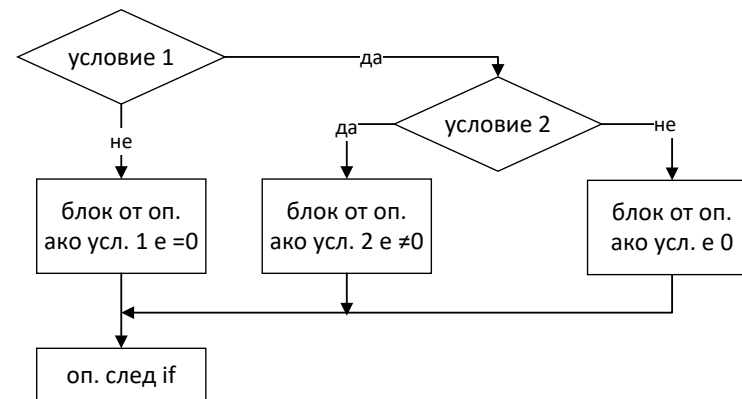 условие 1
да
условие 2
не
да
не
блок от оп.
ако усл. 1 е =0
блок от оп.
ако усл. 2 е ≠0
блок от оп.
ако усл. е 0
оп. след if